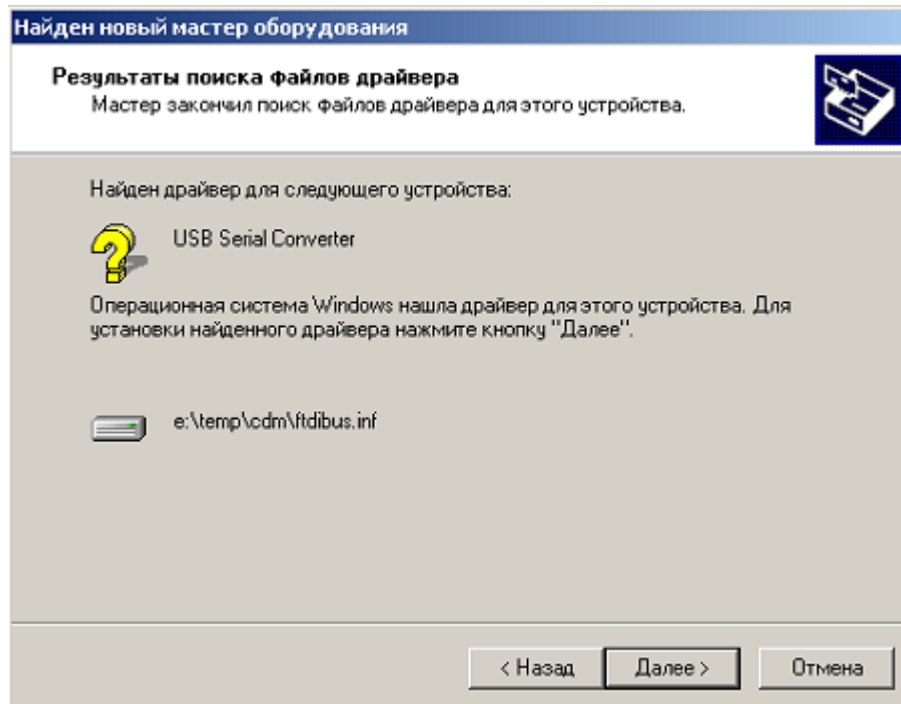 Найден новый мастер оборудования
Результаты поиска файлов драйвера
Мастер закончил поиск файлов драйвера для этого устройства.
Найден драйвер для следующего устройства:
USB Serial Converter
Операционная система Windows нашла драйвер для этого устройства. Для
установки найденного драйвера нажмите кнопку "Далее".
e:\temp\cdm\ftdibus.inf
< Назад
Далее >
Отмена